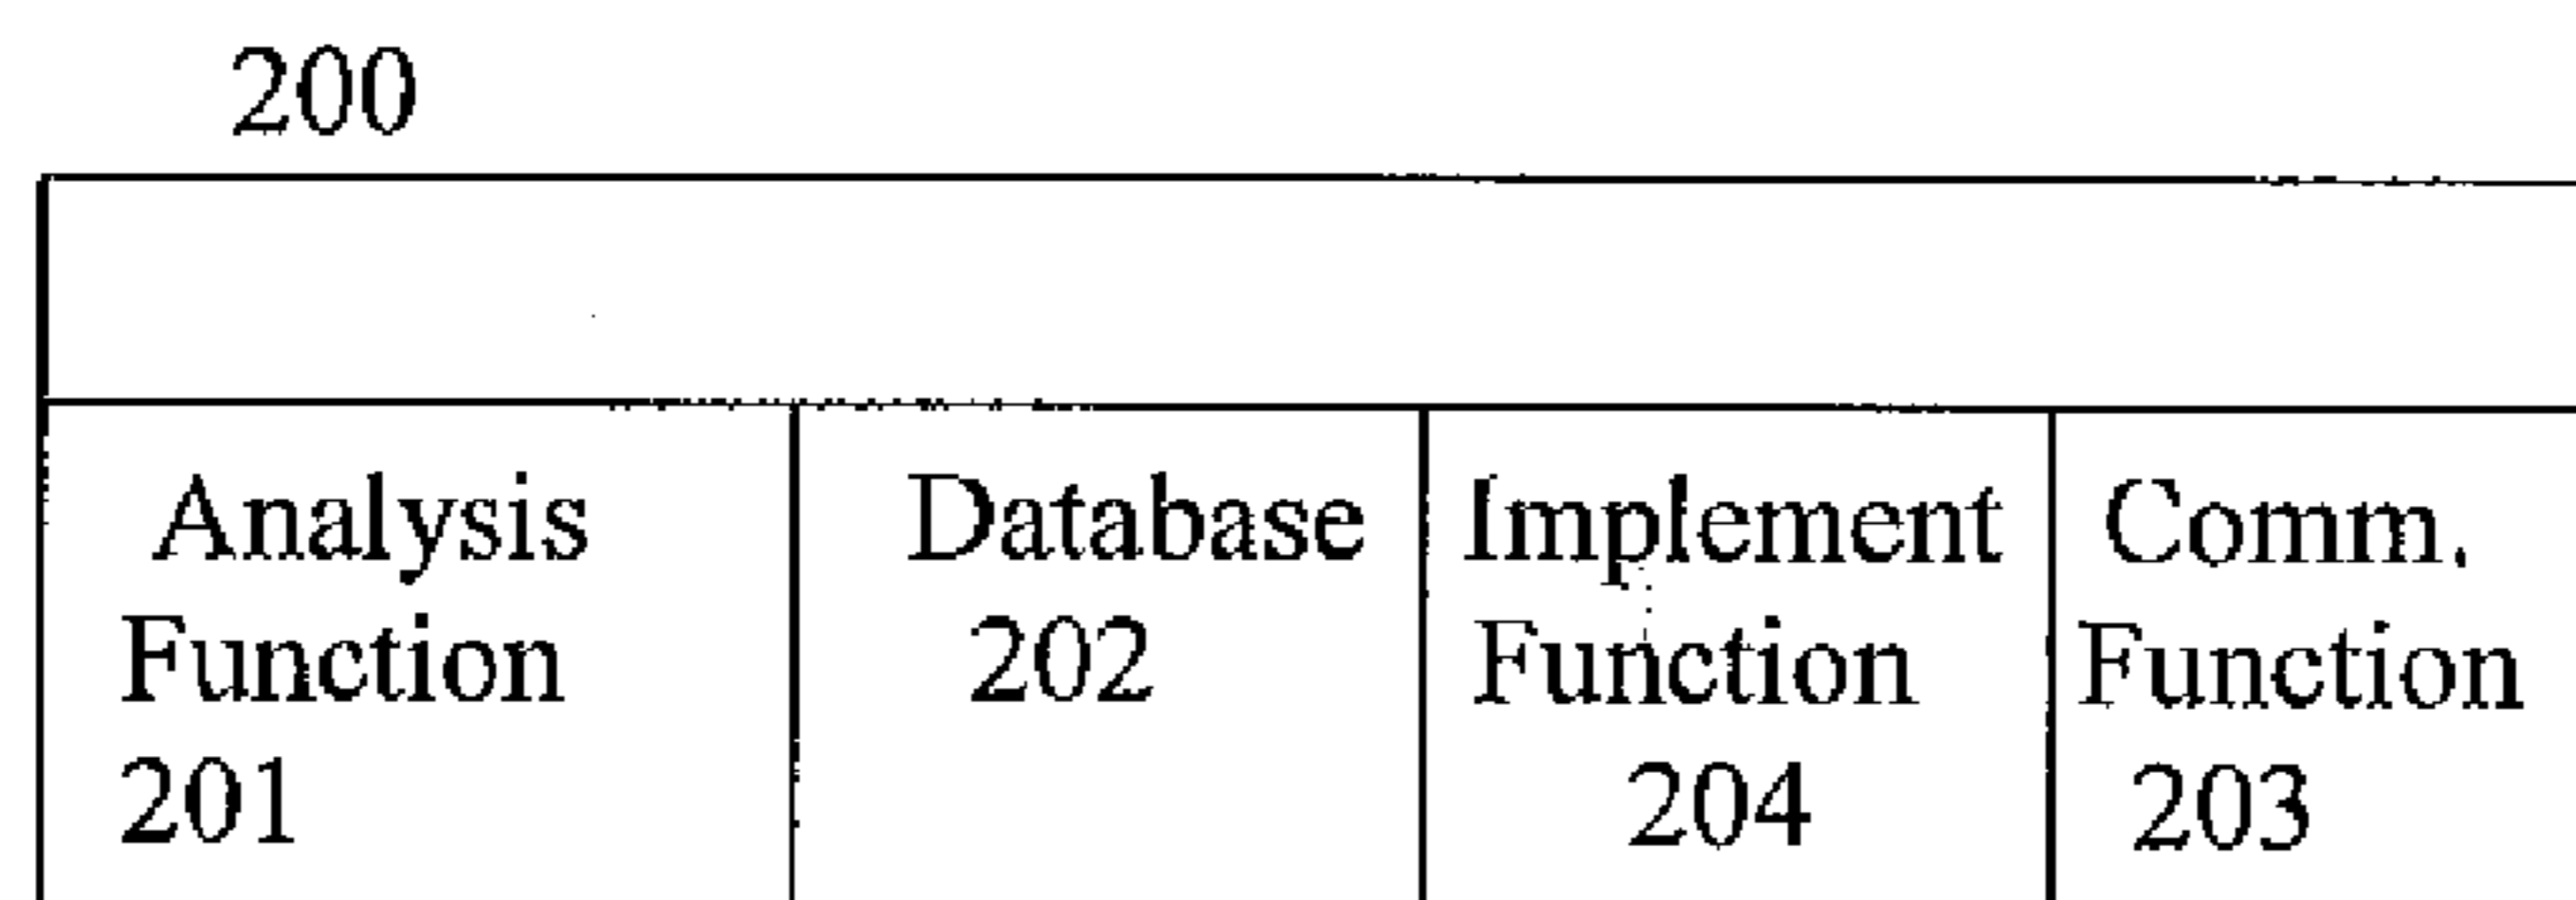 200
Analysis
Function
201
Database
202
Implement
Function
204
Comm.
Function
203